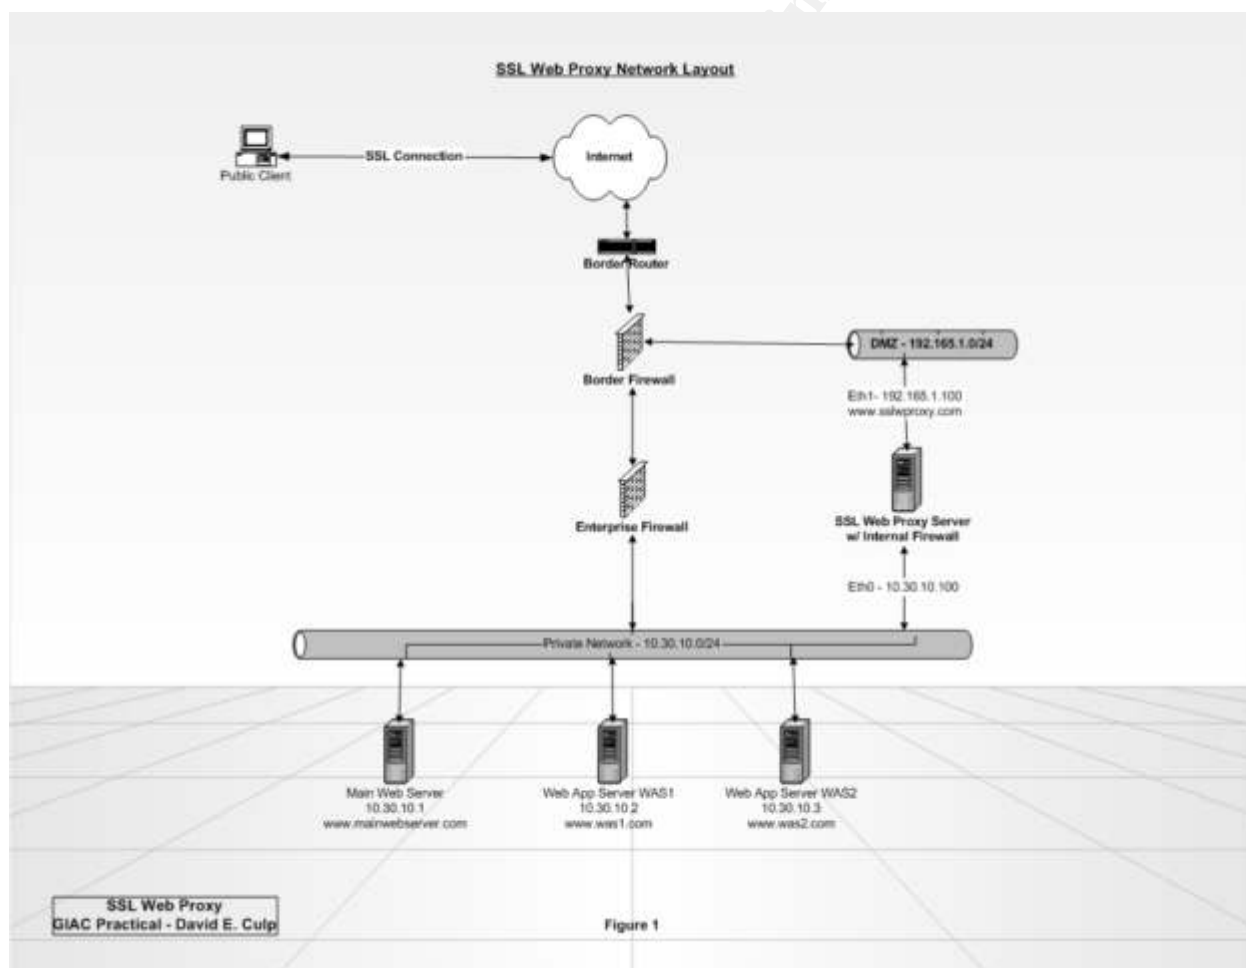 SSL Web Proxy Network Layout
SSL Connection
Internet
Public Client
Border Router
DMZ - 192.165.1.0/24
Border Firewall
Eth1- 192.165.1.100
www.sslwproxy.com
Enterprise Firewall
SSL Web Proxy Server
w/ Internal Firewall
Eth0 - 10.30.10.100
Private Network - 10.30.10.0/24
Main Web Server
10.30.10.1
www.mainwebserver.com
Web App Server WAS1
10.30.10.2
www.was1.com
Web App Server WAS2
10.30.10.3
www.was2.com
SSL Web Proxy
GIAC Practical - David E. Culp
Figure 1